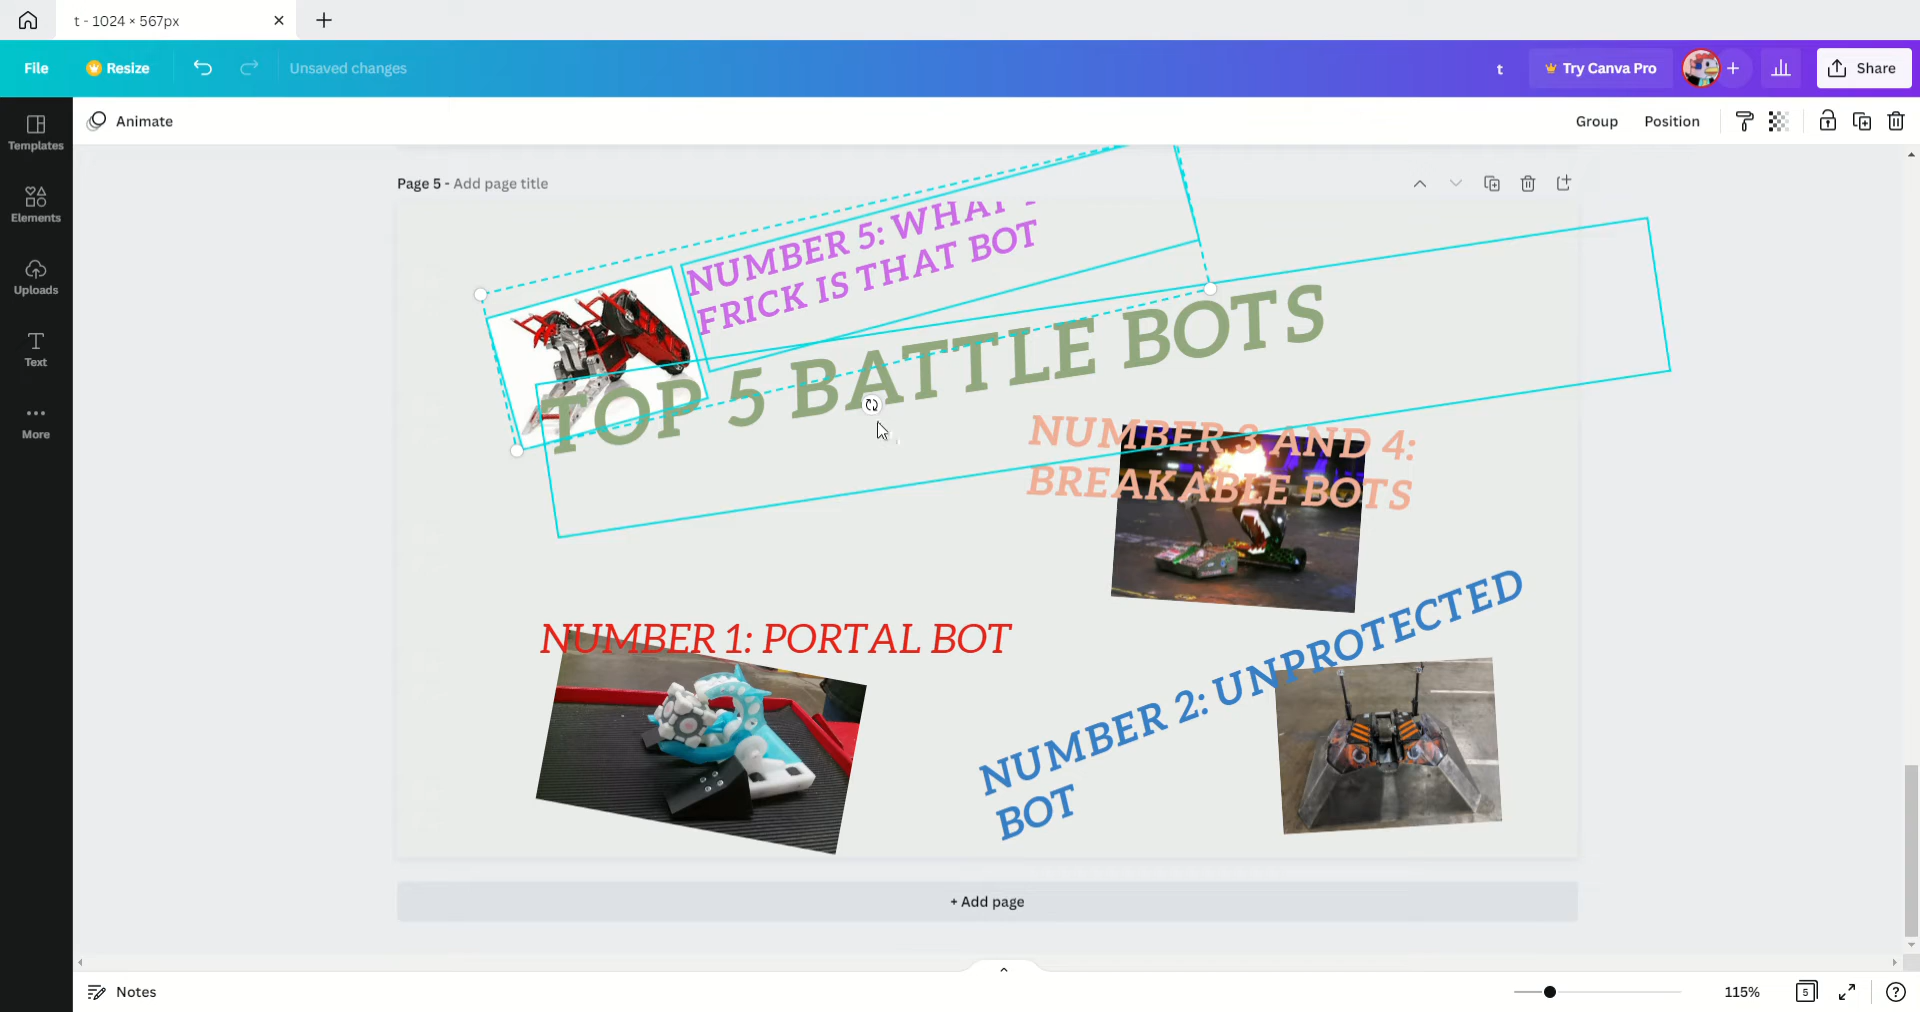 t - 1024 × 567px
File
Resize
Unsaved changes
t
Try Canva Pro
Share
Animate
Group
Position
Templates
Elements
Uploads
Text
More
Page 5 - Add page title
NUMBER 5: WHAT
FRICK IS THAT BOT
TOP 5 BATTLE BOTS
NUMBER 3 AND 4:
BREAKABLE BOTS
NUMBER 1: PORTAL BOT
NUMBER 2: UNPROTECTED
BOT
+ Add page
Notes
115%
5